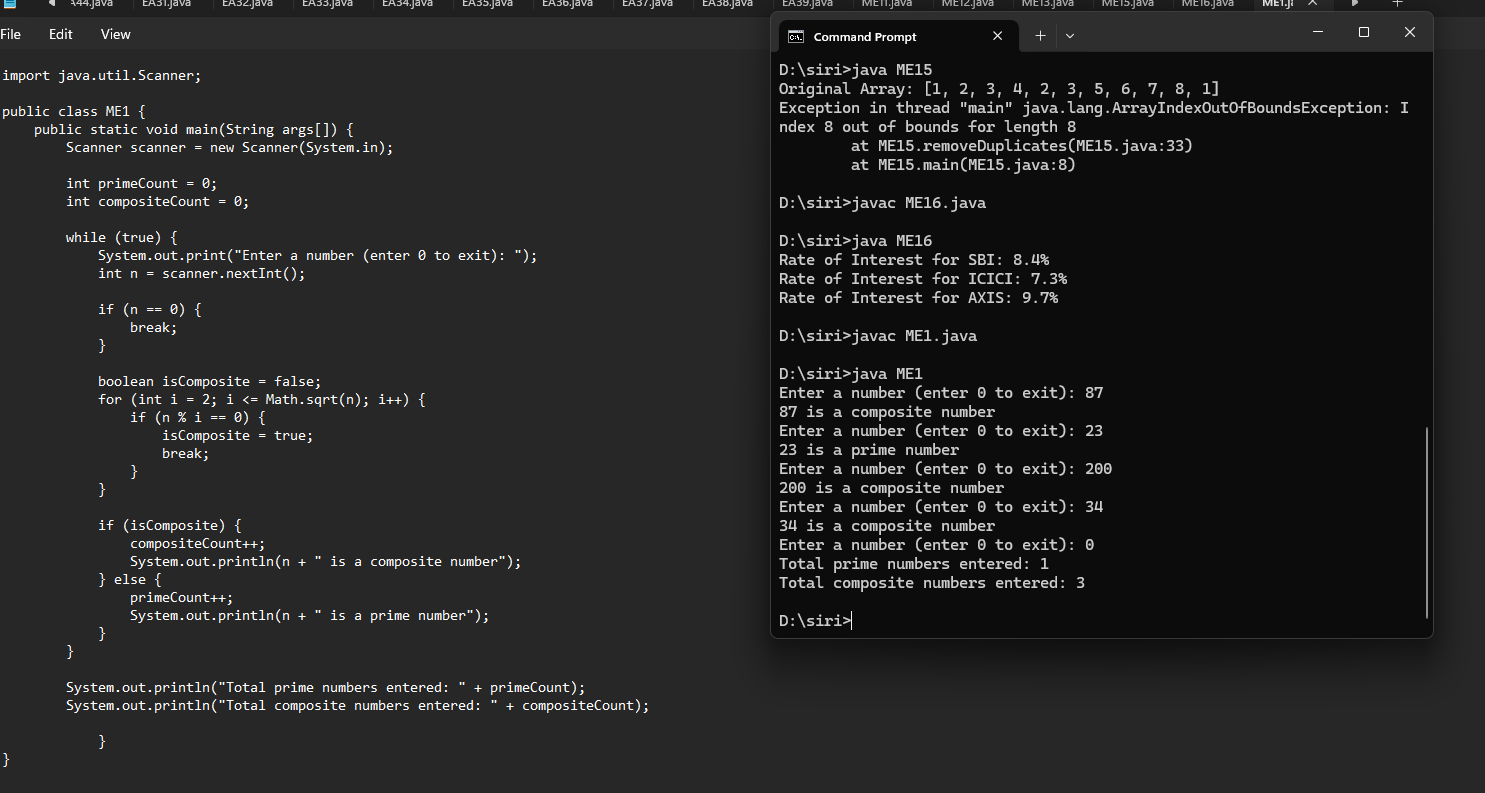 44.java EA31.java EA32.java EA33.java EA34.java EA35.java EA36.java EA37.java EA38.java EA39.java ME11.java ME12.java ME13.java ME15.java ME16.java ME1.j
File Edit View
import java.util.Scanner;
public class ME1 {
public static void main(String args[]) {
Scanner scanner = new Scanner(System.in);
int primeCount = 0;
int compositeCount = 0;
while (true) {
System.out.print("Enter a number (enter 0 to exit): ");
int n = scanner.nextInt();
if (n == 0) {
break;
}
boolean isComposite = false;
for (int i = 2; i <= Math.sqrt(n); i++) {
if (n % i == 0) {
isComposite = true;
break;
}
}
if (isComposite) {
compositeCount++;
System.out.println(n + " is a composite number");
} else {
primeCount++;
System.out.println(n + " is a prime number");
}
}
System.out.println("Total prime numbers entered: " + primeCount);
System.out.println("Total composite numbers entered: " + compositeCount);
}
}
Command Prompt
D:\siri>java ME15
Original Array: [1, 2, 3, 4, 2, 3, 5, 6, 7, 8, 1]
Exception in thread "main" java.lang.ArrayIndexOutOfBoundsException: I
ndex 8 out of bounds for length 8
at ME15.removeDuplicates(ME15.java:33)
at ME15.main(ME15.java:8)
D:\siri>javac ME16.java
D:\siri>java ME16
Rate of Interest for SBI: 8.4%
Rate of Interest for ICICI: 7.3%
Rate of Interest for AXIS: 9.7%
D:\siri>javac ME1.java
D:\siri>java ME1
Enter a number (enter 0 to exit): 87
87 is a composite number
Enter a number (enter 0 to exit): 23
23 is a prime number
Enter a number (enter 0 to exit): 200
200 is a composite number
Enter a number (enter 0 to exit): 34
34 is a composite number
Enter a number (enter 0 to exit): 0
Total prime numbers entered: 1
Total composite numbers entered: 3
D:\siri>